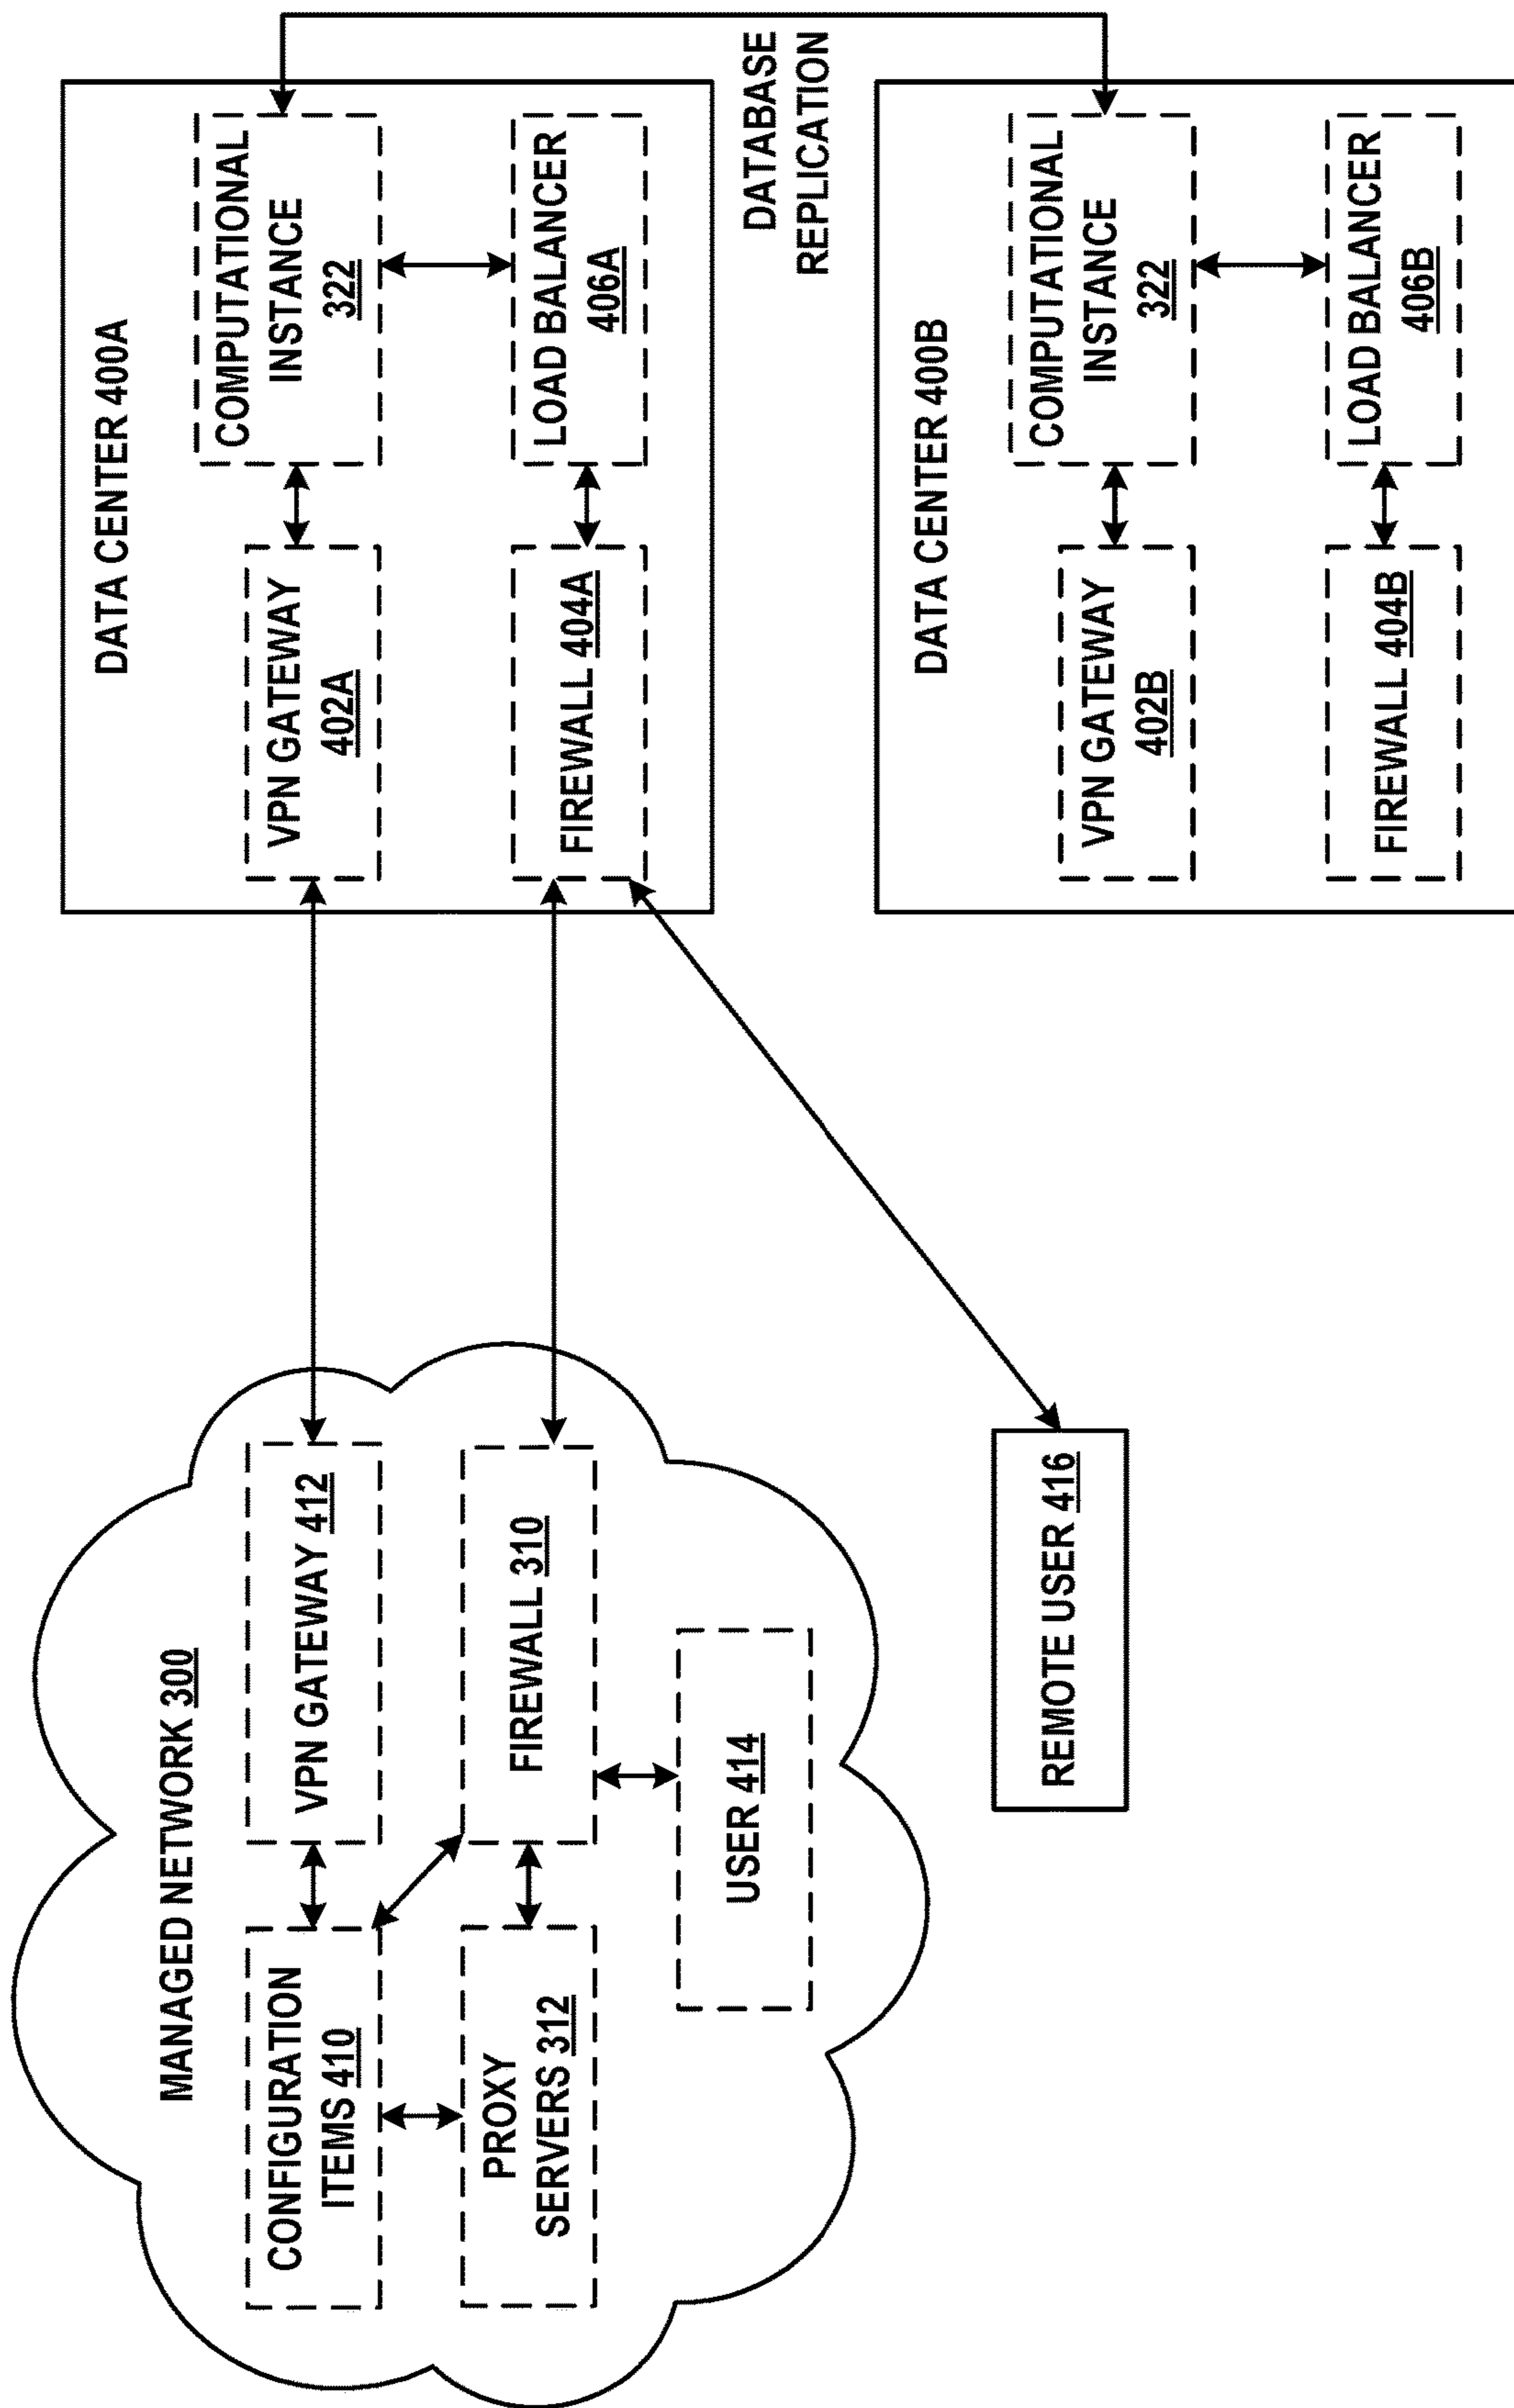 MANAGED NETWORK 300
CONFIGURATION
ITEMS 410
VPN GATEWAY 412
PROXY
SERVERS 312
FIREWALL 310
USER 414
REMOTE USER 416
DATA CENTER 400A
VPN GATEWAY
402A
COMPUTATIONAL
INSTANCE
322
FIREWALL 404A
LOAD BALANCER
406A
DATABASE
REPLICATION
DATA CENTER 400B
VPN GATEWAY
402B
COMPUTATIONAL
INSTANCE
322
FIREWALL 404B
LOAD BALANCER
406B